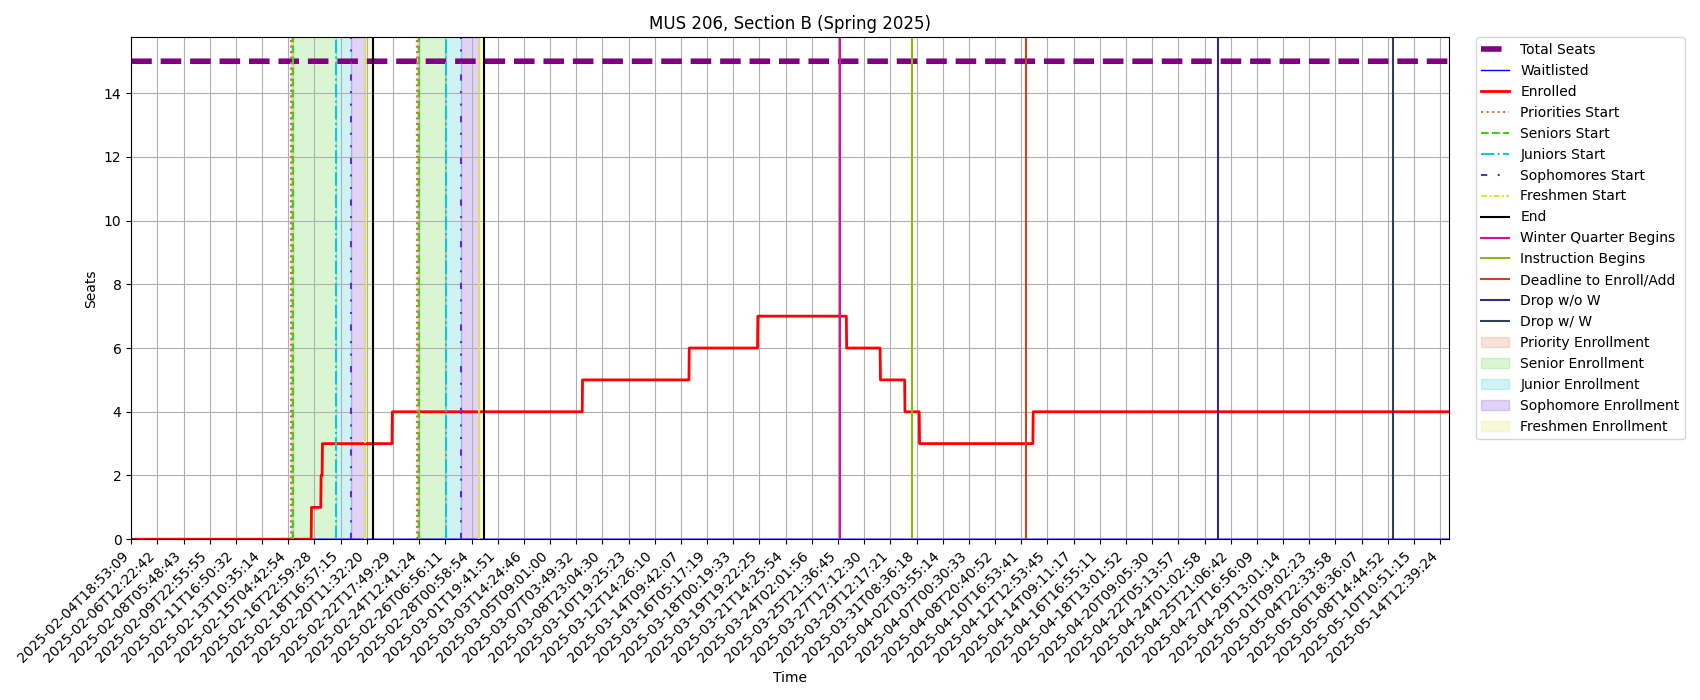 MUS 206, Section B (Spring 2025)
Seats
14
12
10
8
6
4
2
0
2025-02-04T18:53:09
2025-02-06T12:22:42
2025-02-08T05:48:43
2025-02-09T22:55:55
2025-02-11T16:50:32
2025-02-13T10:35:14
2025-02-15T04:42:54
2025-02-16T22:59:28
2025-02-18T16:57:15
2025-02-20T11:32:20
2025-02-22T17:49:29
2025-02-24T12:41:24
2025-02-26T06:56:11
2025-02-28T00:58:54
2025-03-01T19:41:51
2025-03-03T14:24:46
2025-03-05T09:01:00
2025-03-07T03:49:32
2025-03-08T23:04:30
2025-03-10T19:25:23
2025-03-12T14:26:10
2025-03-14T09:42:07
2025-03-16T05:17:19
2025-03-18T00:19:33
2025-03-19T19:22:25
2025-03-21T14:25:54
2025-03-24T02:01:56
2025-03-25T21:36:45
2025-03-27T17:12:30
2025-03-29T12:17:21
2025-03-31T08:36:18
2025-04-02T03:55:14
2025-04-07T00:30:33
2025-04-08T20:40:52
2025-04-10T16:53:41
2025-04-12T12:53:45
2025-04-14T09:11:17
2025-04-16T16:55:11
2025-04-18T13:01:52
2025-04-20T09:05:30
2025-04-22T05:13:57
2025-04-24T01:02:58
2025-04-25T21:06:42
2025-04-27T16:56:09
2025-04-29T13:01:14
2025-05-01T09:02:23
2025-05-04T22:33:58
2025-05-06T18:36:07
2025-05-08T14:44:52
2025-05-10T10:51:15
2025-05-14T12:39:24
Time
Total Seats
Waitlisted
Enrolled
Priorities Start
Seniors Start
Juniors Start
Sophomores Start
Freshmen Start
End
Winter Quarter Begins
Instruction Begins
Deadline to Enroll/Add
Drop w/o W
Drop w/ W
Priority Enrollment
Senior Enrollment
Junior Enrollment
Sophomore Enrollment
Freshmen Enrollment